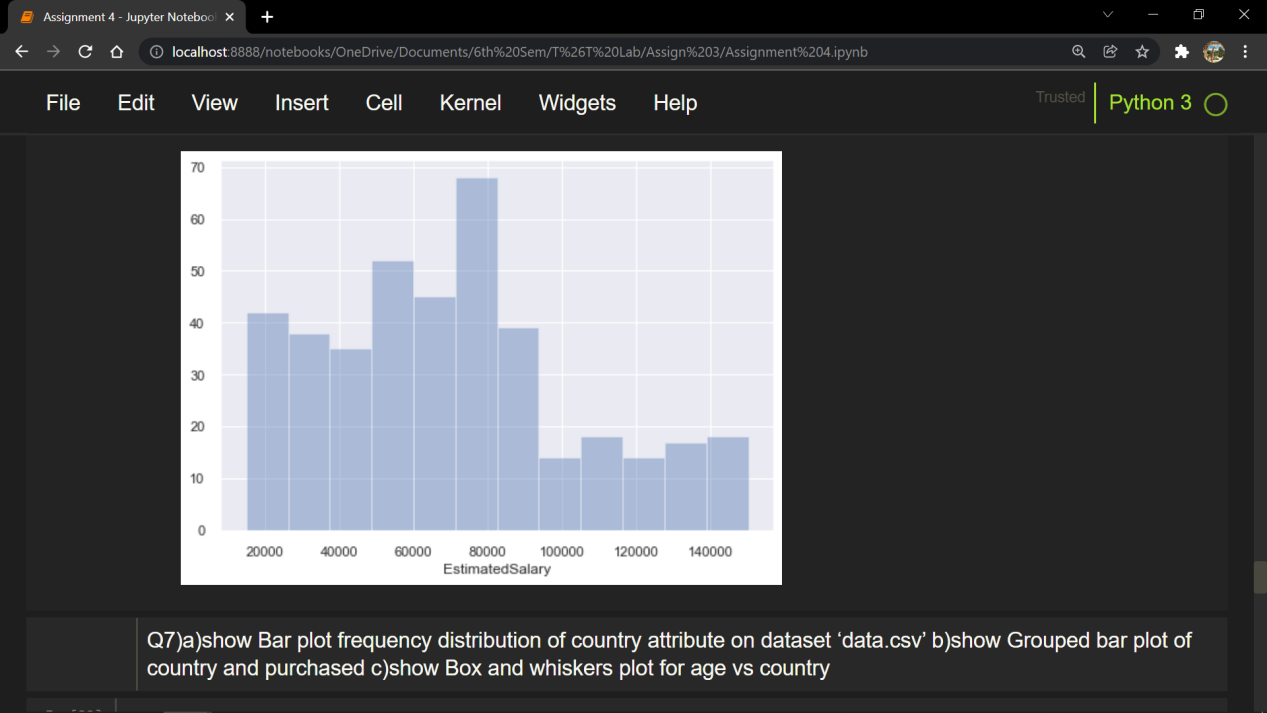 Assignment 4 - Jupyter Noteboo
localhost:8888/notebooks/OneDrive/Documents/6th%20Sem/T%26T%20Lab/Assign%203/Assignment%204.ipynb
File Edit View Insert Cell Kernel Widgets Help Trusted Python 3
70
60
50
40
30
20
10
0
20000 40000 60000 80000 100000 120000 140000
EstimatedSalary
Q7)a)show Bar plot frequency distribution of country attribute on dataset ‘data.csv’ b)show Grouped bar plot of
country and purchased c)show Box and whiskers plot for age vs country